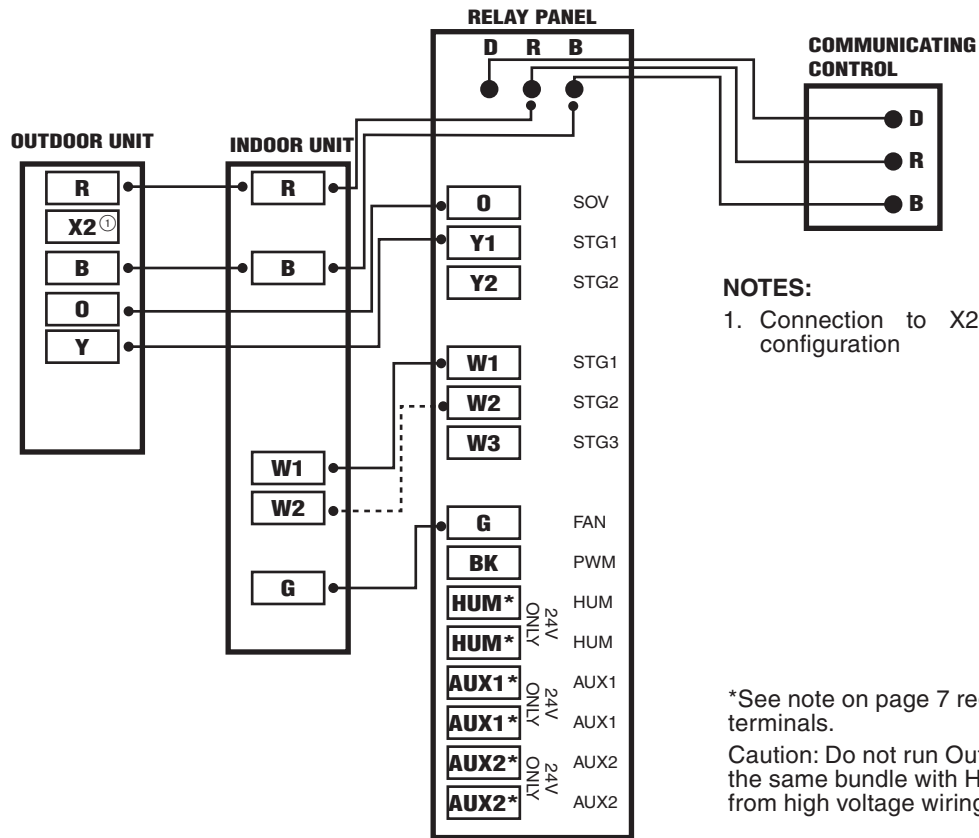 RELAY PANEL
D R B
COMMUNICATING
CONTROL
D
R
B
OUTDOOR UNIT
R
X2①
B
O
Y
INDOOR UNIT
R
B
W1
W2
G
O SOV
Y1 STG1
Y2 STG2
W1 STG1
W2 STG2
W3 STG3
G FAN
BK PWM
HUM* HUM
HUM* HUM
24V
ONLY
AUX1* AUX1
AUX1* AUX1
24V
ONLY
AUX2* AUX2
AUX2* AUX2
24V
ONLY
NOTES:
1. Connection to X2
configuration
*See note on page 7 re
terminals.
Caution: Do not run Out
the same bundle with H
from high voltage wiring